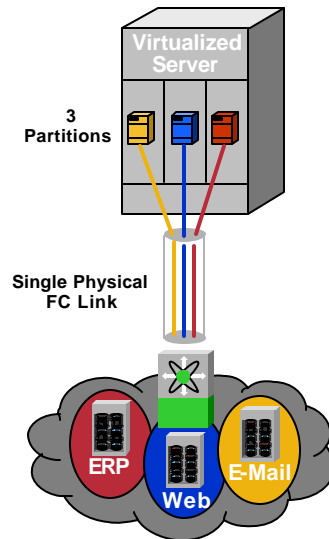 Virtualized
Server
3
Partitions
Single Physical
FC Link
ERP
Web
E-Mail